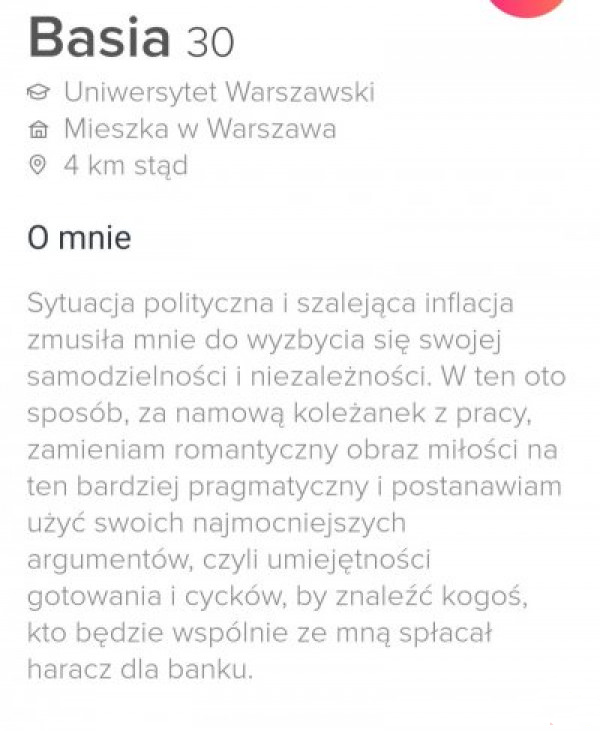 Basia 30
Uniwersytet Warszawski
Mieszka w Warszawa
4 km stąd
O mnie
Sytuacja polityczna i szalejąca inflacja
zmusiła mnie do wyzbycia się swojej
samodzielności i niezależności. W ten oto
sposób, za namową koleżanek z pracy,
zamieniam romantyczny obraz miłości na
ten bardziej pragmatyczny i postanawiam
użyć swoich najmocniejszych
argumentów, czyli umiejętności
gotowania i cycków, by znaleźć kogoś,
kto będzie wspólnie ze mną spłacał
haracz dla banku.